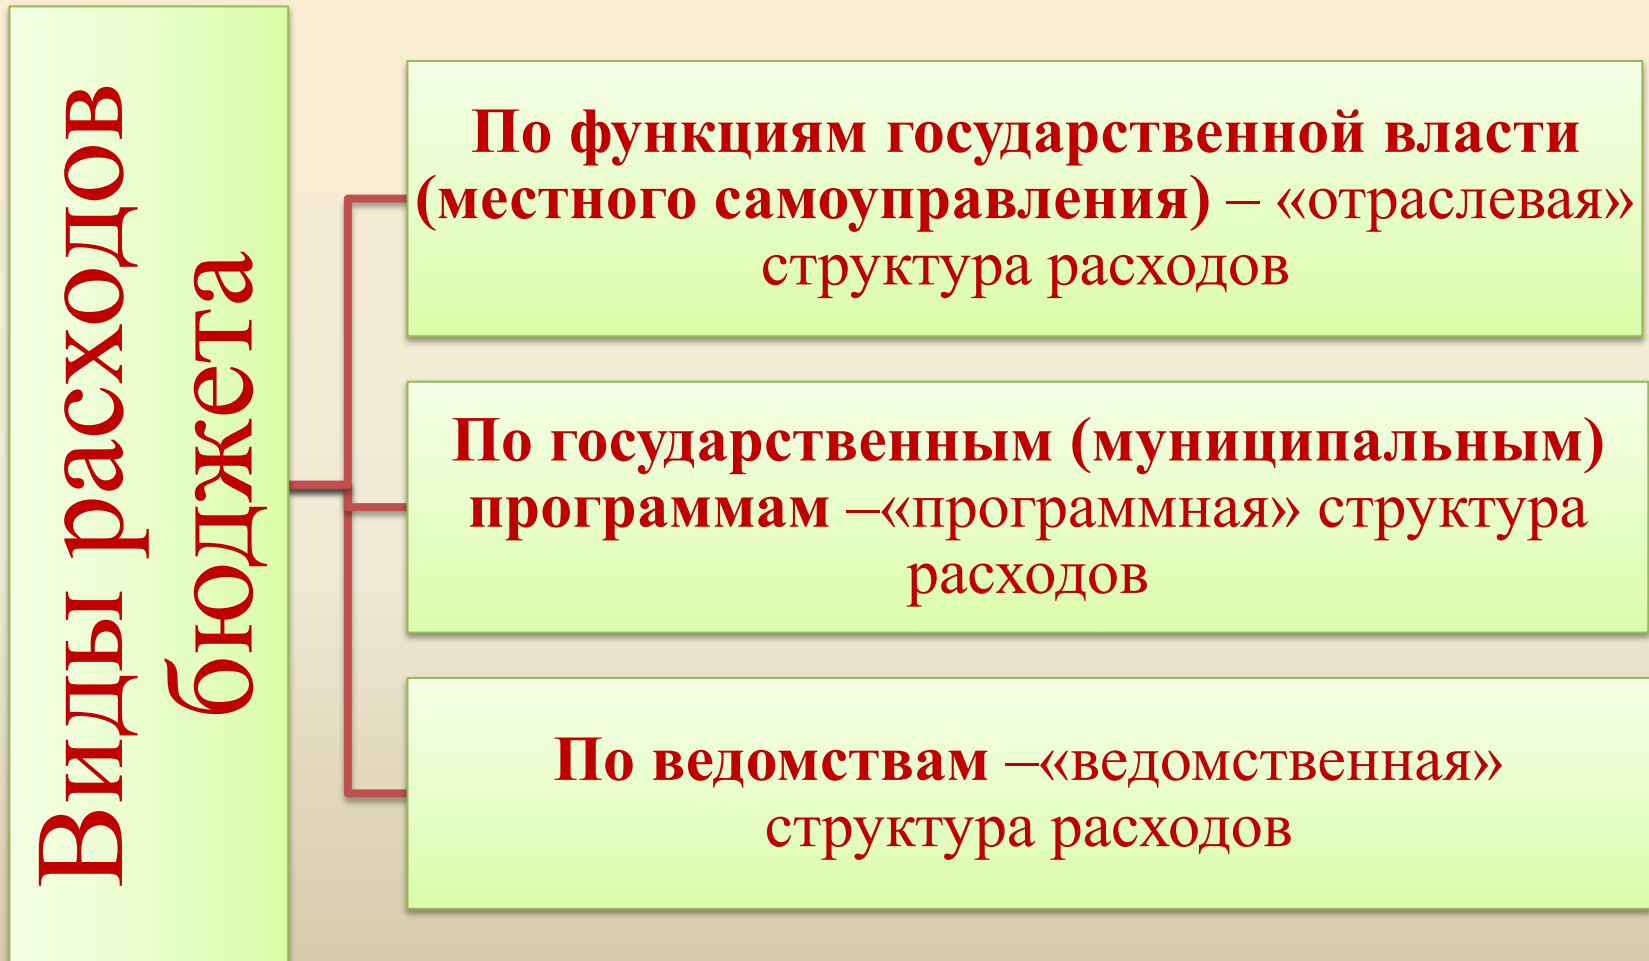 Виды расходов
бюджета
По функциям государственной власти
(местного самоуправления) – «отраслевая»
структура расходов
По государственным (муниципальным)
программам –«программная» структура
расходов
По ведомствам –«ведомственная»
структура расходов